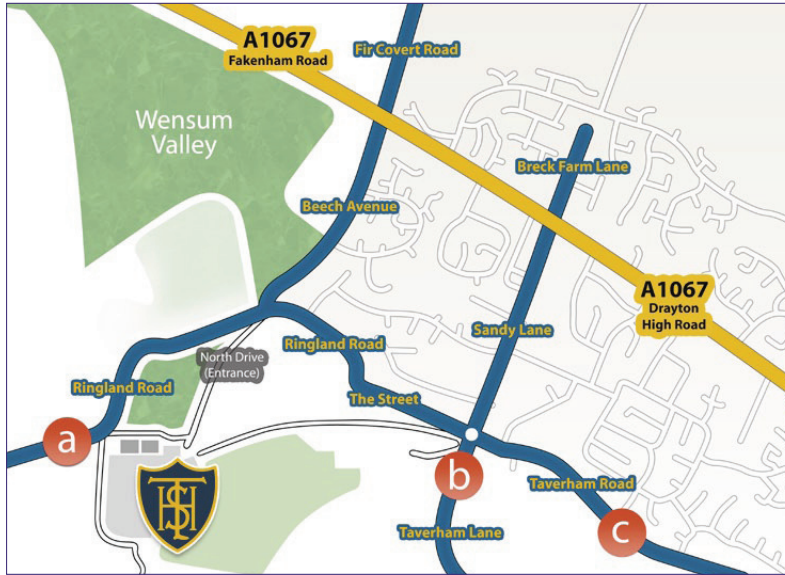 A1067
Fakenham Road
Fir Covert Road
Wensum
Valley
Breck Farm Lane
Beech Avenue
A1067
Drayton
High Road
Sandy Lane
Ringland Road
North Drive
(Entrance)
Ringland Road
The Street
a
b
Taverham Road
c
Taverham Lane
THS